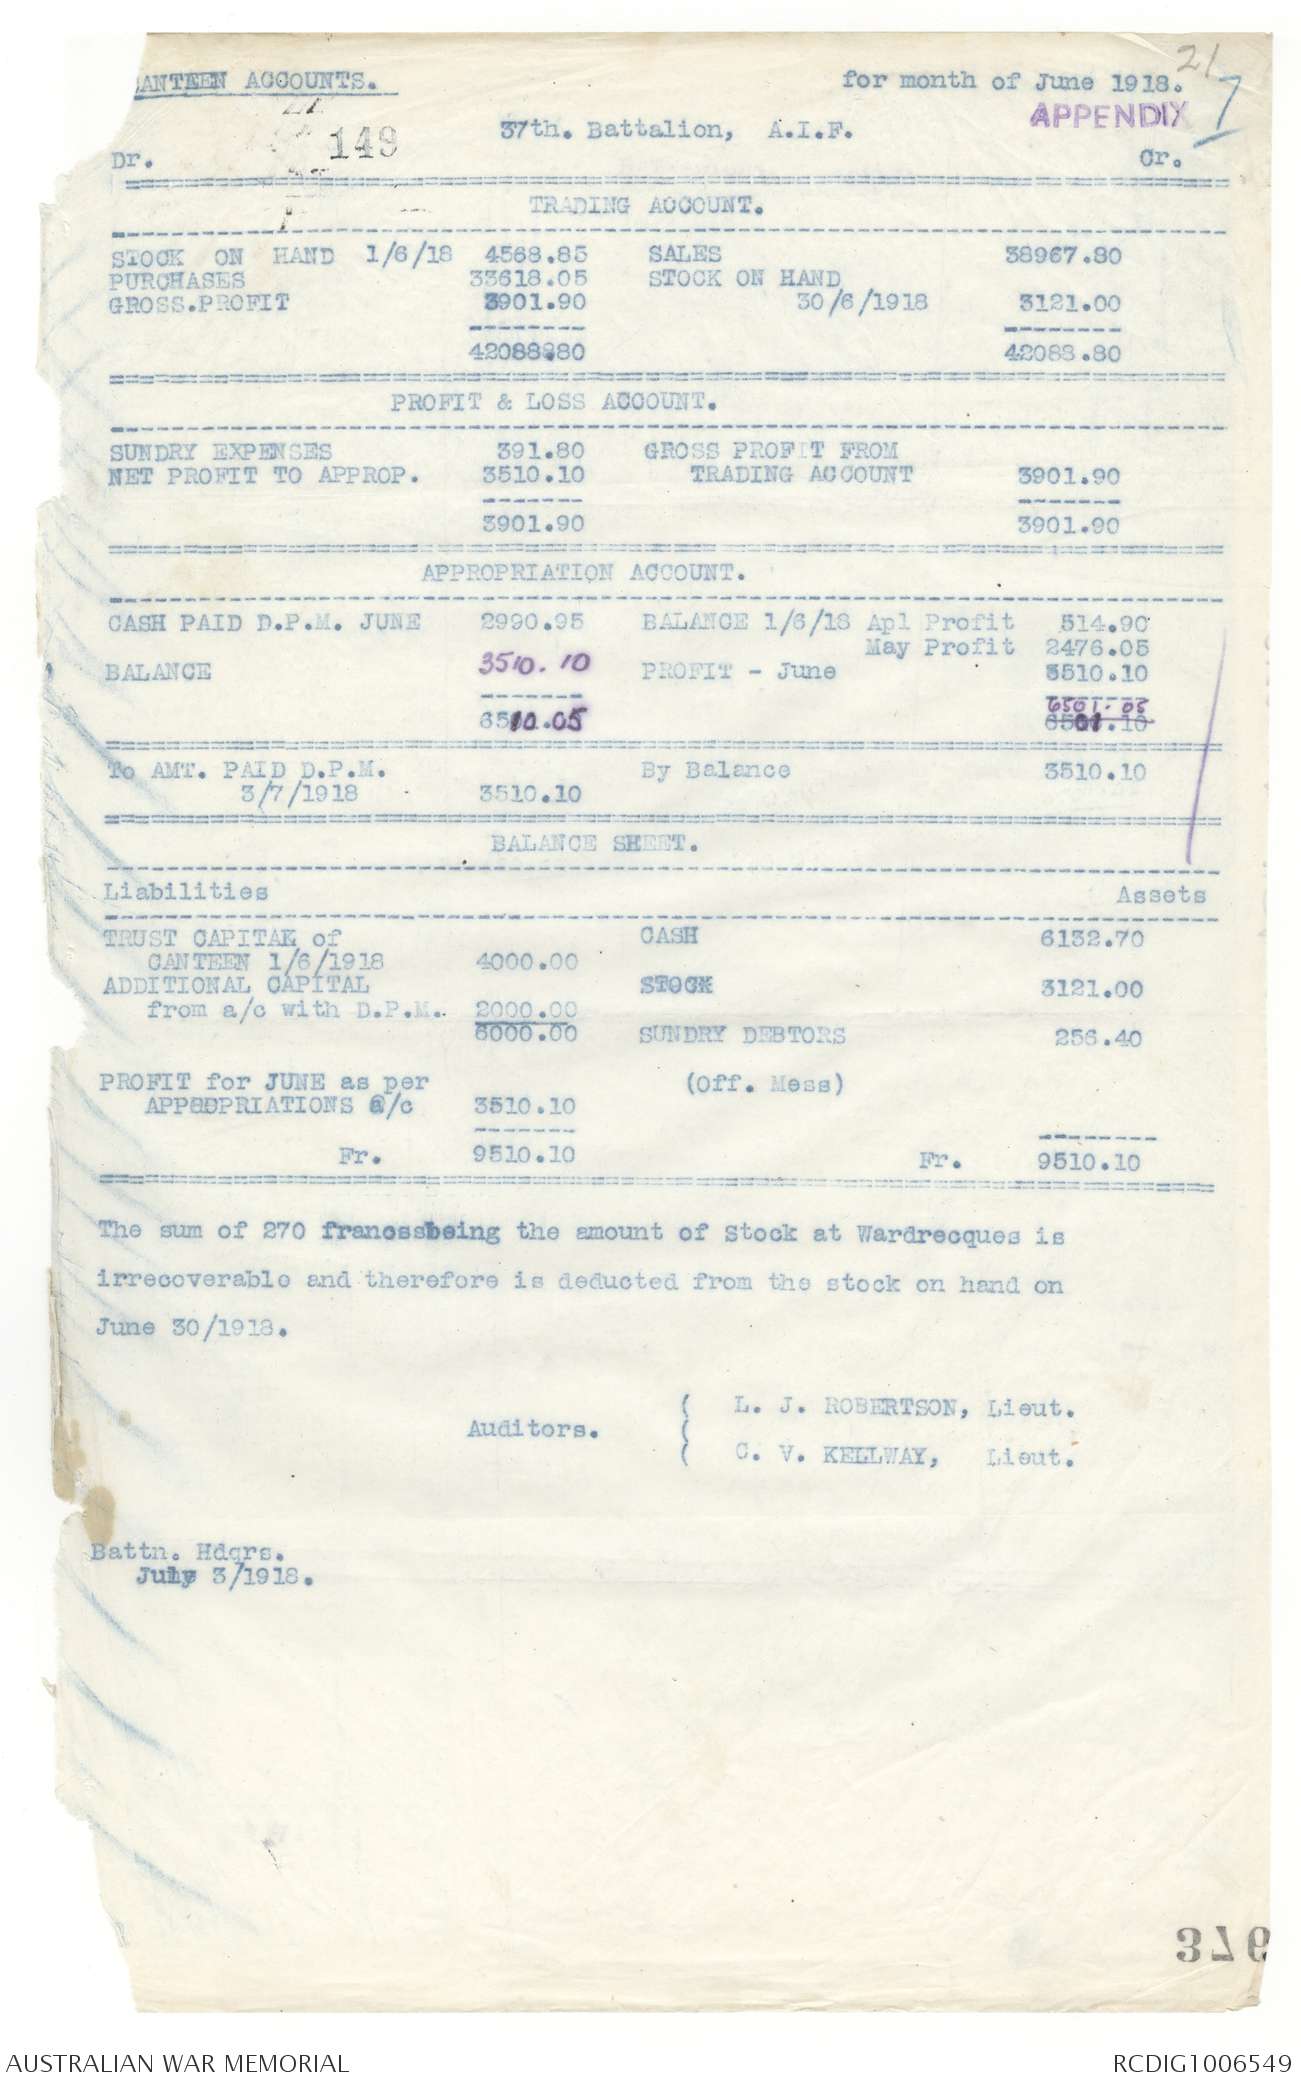 CANTEEN ACCOUNTS. for month of June 1918. 21
149 37th. Battalion, A.I.F. APPENDIX 7
Dr. Cr.
TRADING ACCOUNT.
STOCK ON HAND 1/6/18 4568.85 SALES 38967.80
PURCHASES 33618.05 STOCK ON HAND
GROSS.PROFIT 3901.90 30/6/1918 3121.00
42088.80 42088.80
PROFIT & LOSS ACCOUNT.
SUNDRY EXPENSES 391.80 GROSS PROFIT FROM
NET PROFIT TO APPROP. 3510.10 TRADING ACCOUNT 3901.90
3901.90 3901.90
APPROPRIATION ACCOUNT.
CASH PAID D.P.M. JUNE 2990.95 BALANCE 1/6/18 Apl Profit 514.90
May Profit 2476.05
BALANCE 3510.10 PROFIT - June 3510.10
6501.05
6510.05 6501.10
To AMT. PAID D.P.M. By Balance 3510.10
3/7/1918 3510.10
BALANCE SHEET.
Liabilities Assets
TRUST CAPITAL of CASH 6132.70
CANTEEN 1/6/1918 4000.00
ADDITIONAL CAPITAL STOCK 3121.00
from a/c with D.P.M. 2000.00
6000.00 SUNDRY DEBTORS 256.40
PROFIT for JUNE as per (Off. Mess)
APPROPRIATIONS a/c 3510.10
Fr. 9510.10 Fr. 9510.10
The sum of 270 francssbeing the amount of Stock at Wardrecques is
irrecoverable and therefore is deducted from the stock on hand on
June 30/1918.
Auditors. ( L. J. ROBERTSON, Lieut.
( C. V. KELLWAY, Lieut.
Battn. Hdqrs.
July 3/1918.
379
AUSTRALIAN WAR MEMORIAL RCDIG1006549